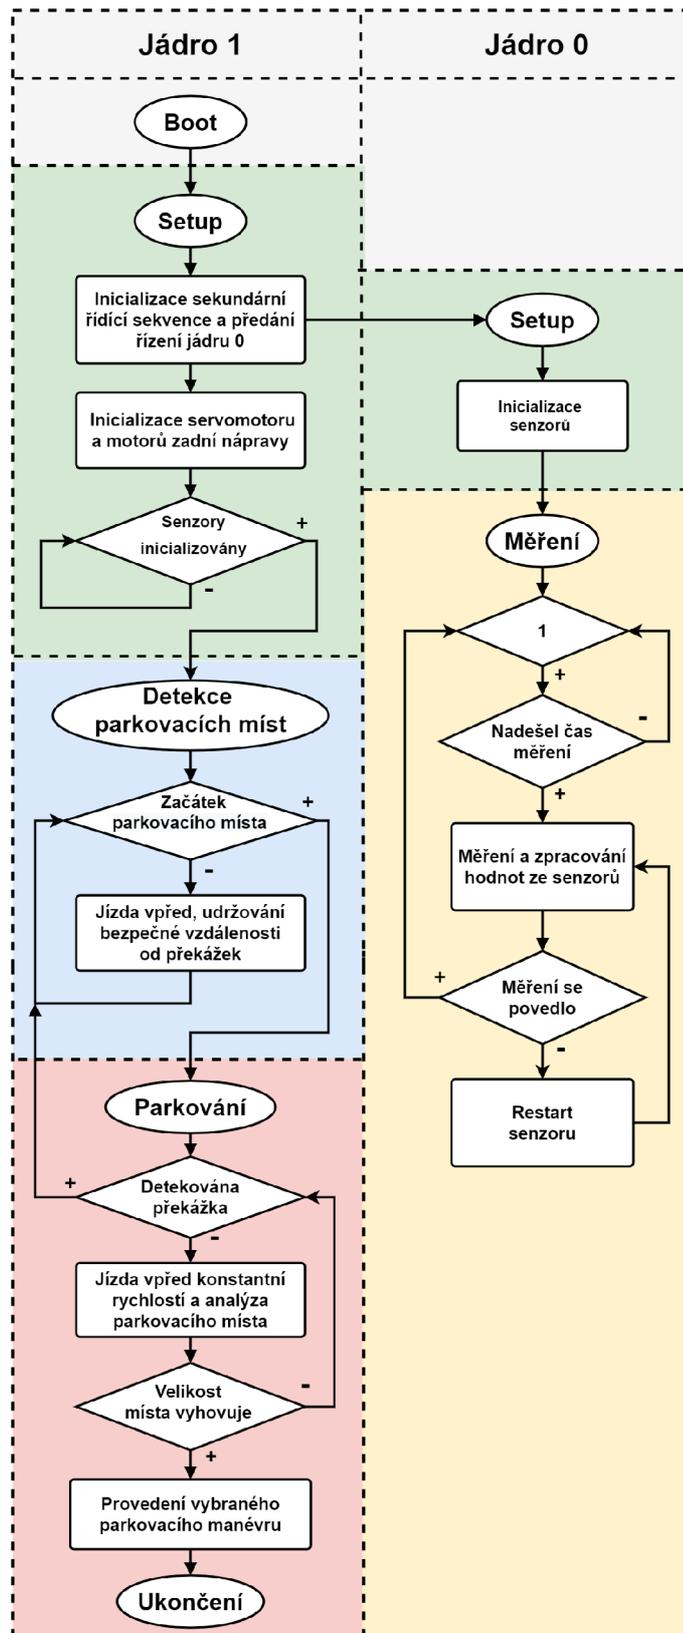 Jádro 1
Jádro 0
Boot
Setup
Inicializace sekundární
řídící sekvence a předání
řízení jádru 0
Setup
Inicializace servomotoru
a motorů zadní nápravy
Inicializace
senzorů
Senzory
inicializovány
+
-
Měření
1
+
Detekce
parkovacích míst
Nadešel čas
měření
-
+
Začátek
parkovacího místa
+
-
Měření a zpracování
hodnot ze senzorů
Jízda vpřed, udržování
bezpečné vzdálenosti
od překážek
Měření se
povedlo
+
-
Parkování
Restart
senzoru
Detekována
překážka
+
-
Jízda vpřed konstantní
rychlostí a analýza
parkovacího místa
Velikost
místa vyhovuje
-
+
Provedení vybraného
parkovacího manévru
Ukončení